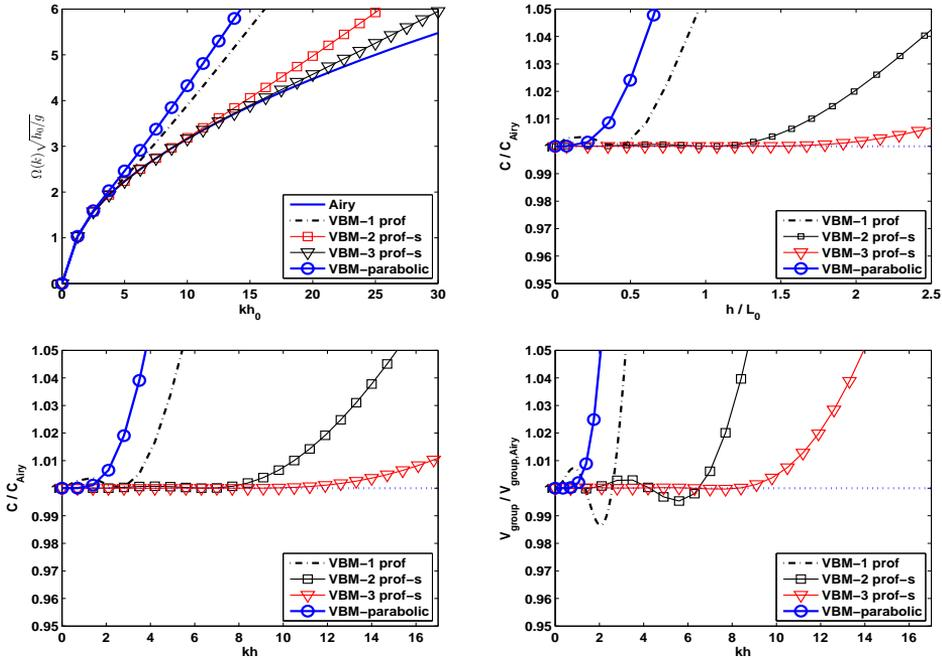 6
5
4
3
2
1
0
Ω(k)√h₀/g
0 5 10 15 20 25 30
kh₀
Airy
VBM−1 prof
VBM−2 prof−s
VBM−3 prof−s
VBM−parabolic
1.05
1.04
1.03
1.02
1.01
1
0.99
0.98
0.97
0.96
0.95
C / C_Airy
0 0.5 1 1.5 2 2.5
h / L₀
VBM−1 prof
VBM−2 prof−s
VBM−3 prof−s
VBM−parabolic
1.05
1.04
1.03
1.02
1.01
1
0.99
0.98
0.97
0.96
0.95
C / C_Airy
0 2 4 6 8 10 12 14 16
kh
VBM−1 prof
VBM−2 prof−s
VBM−3 prof−s
VBM−parabolic
1.05
1.04
1.03
1.02
1.01
1
0.99
0.98
0.97
0.96
0.95
V_group / V_group,Airy
0 2 4 6 8 10 12 14 16
kh
VBM−1 prof
VBM−2 prof−s
VBM−3 prof−s
VBM−parabolic